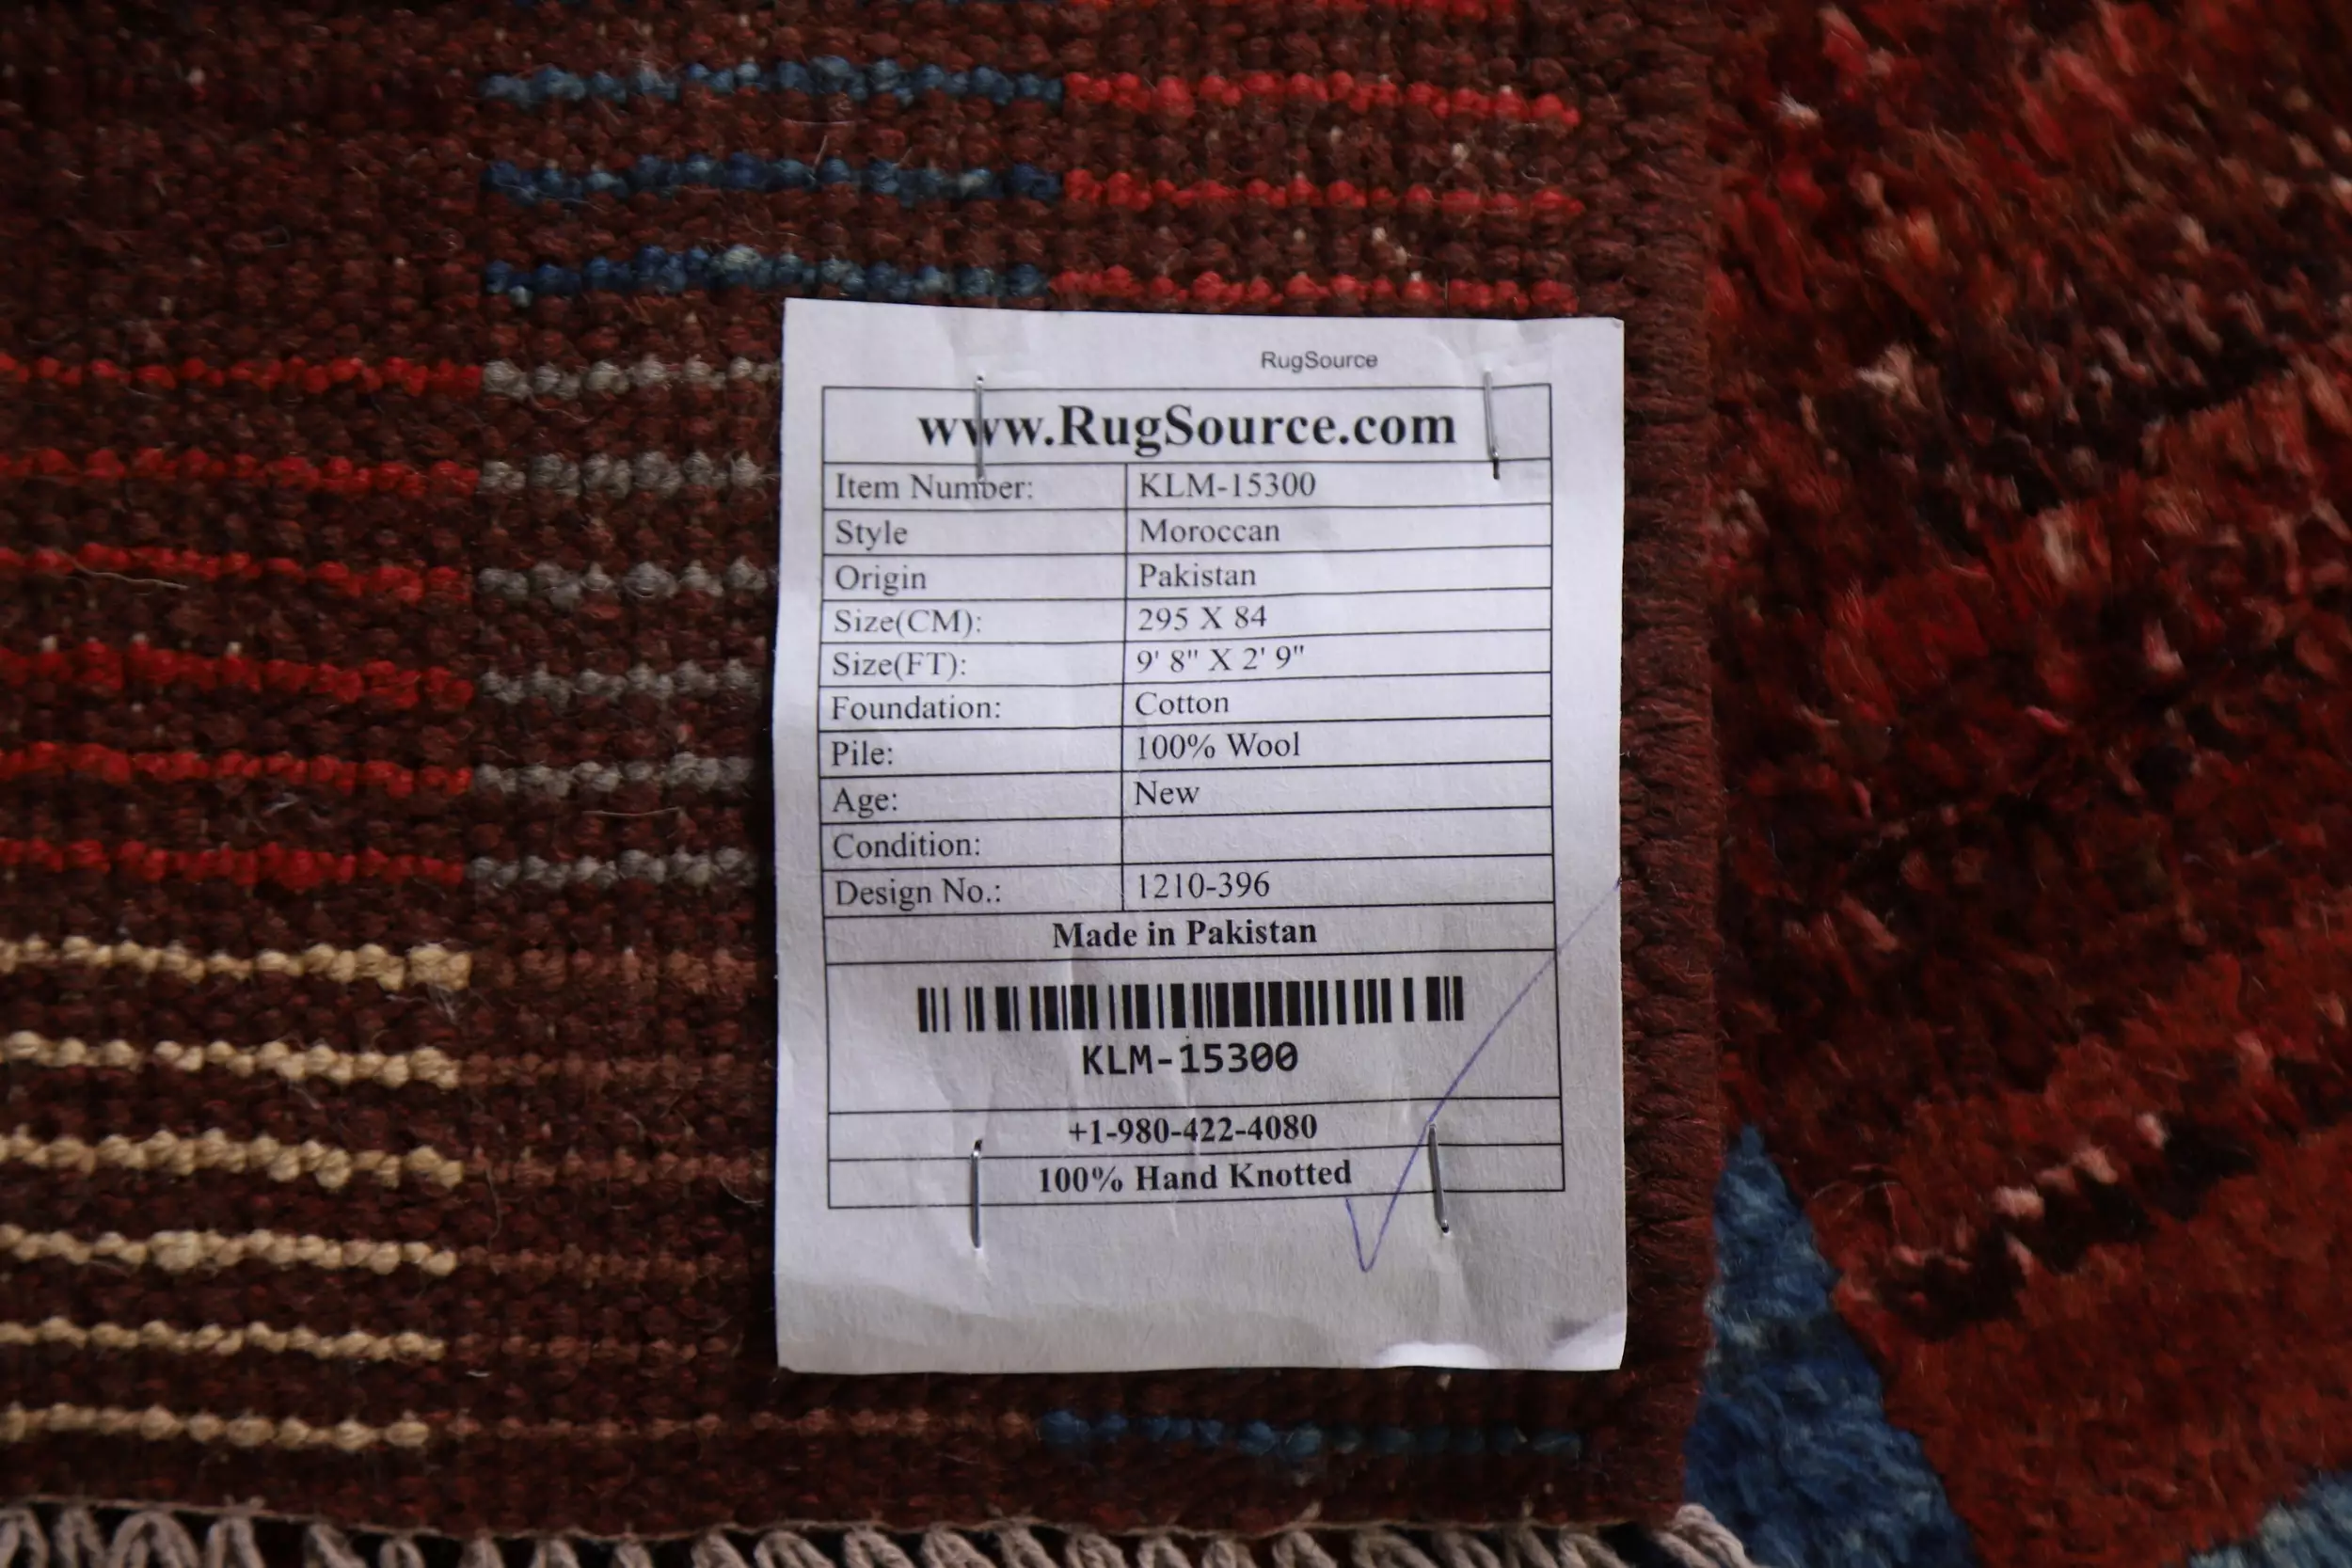 RugSource
www.RugSource.com
Item Number: KLM-15300
Style Moroccan
Origin Pakistan
Size(CM): 295 X 84
Size(FT): 9' 8" X 2' 9"
Foundation: Cotton
Pile: 100% Wool
Age: New
Condition:
Design No.: 1210-396
Made in Pakistan
KLM-15300
+1-980-422-4080
100% Hand Knotted